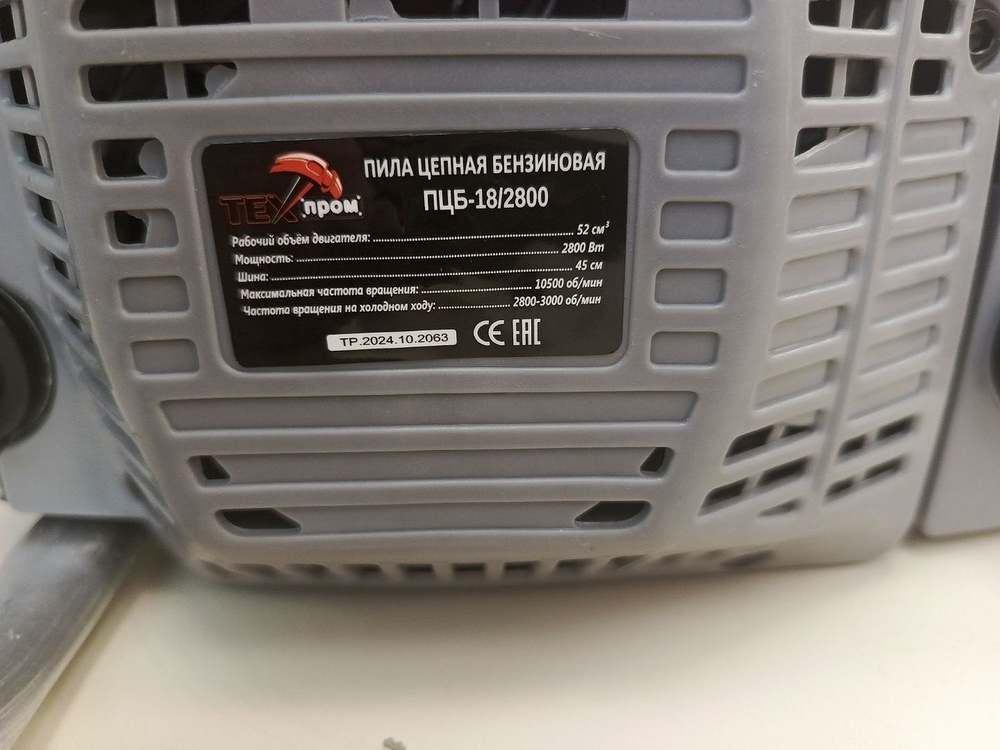 ТЕХ пром
ПИЛА ЦЕПНАЯ БЕНЗИНОВАЯ
ПЦБ-18/2800
Рабочий объём двигателя: 52 см³
Мощность: 2800 Вт
Шина: 45 см
Максимальная частота вращения: 10500 об/мин
Частота вращения на холодном ходу: 2800-3000 об/мин
ТР.2024.10.2063 CE EAC